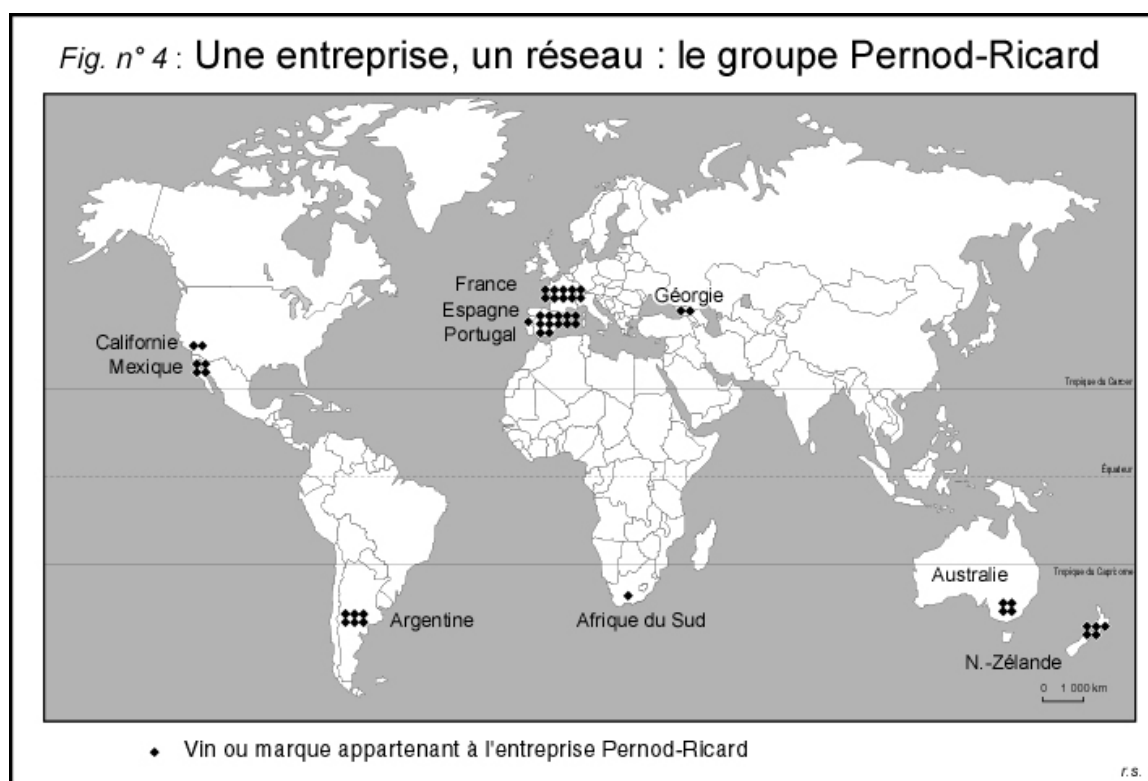 Fig. n° 4 : Une entreprise, un réseau : le groupe Pernod-Ricard
France
Espagne
Portugal
Géorgie
Californie
Mexique
Tropique du Cancer
Équateur
Tropique du Capricorne
Argentine
Afrique du Sud
Australie
N.-Zélande
0 1 000 km
Vin ou marque appartenant à l'entreprise Pernod-Ricard
r.s.